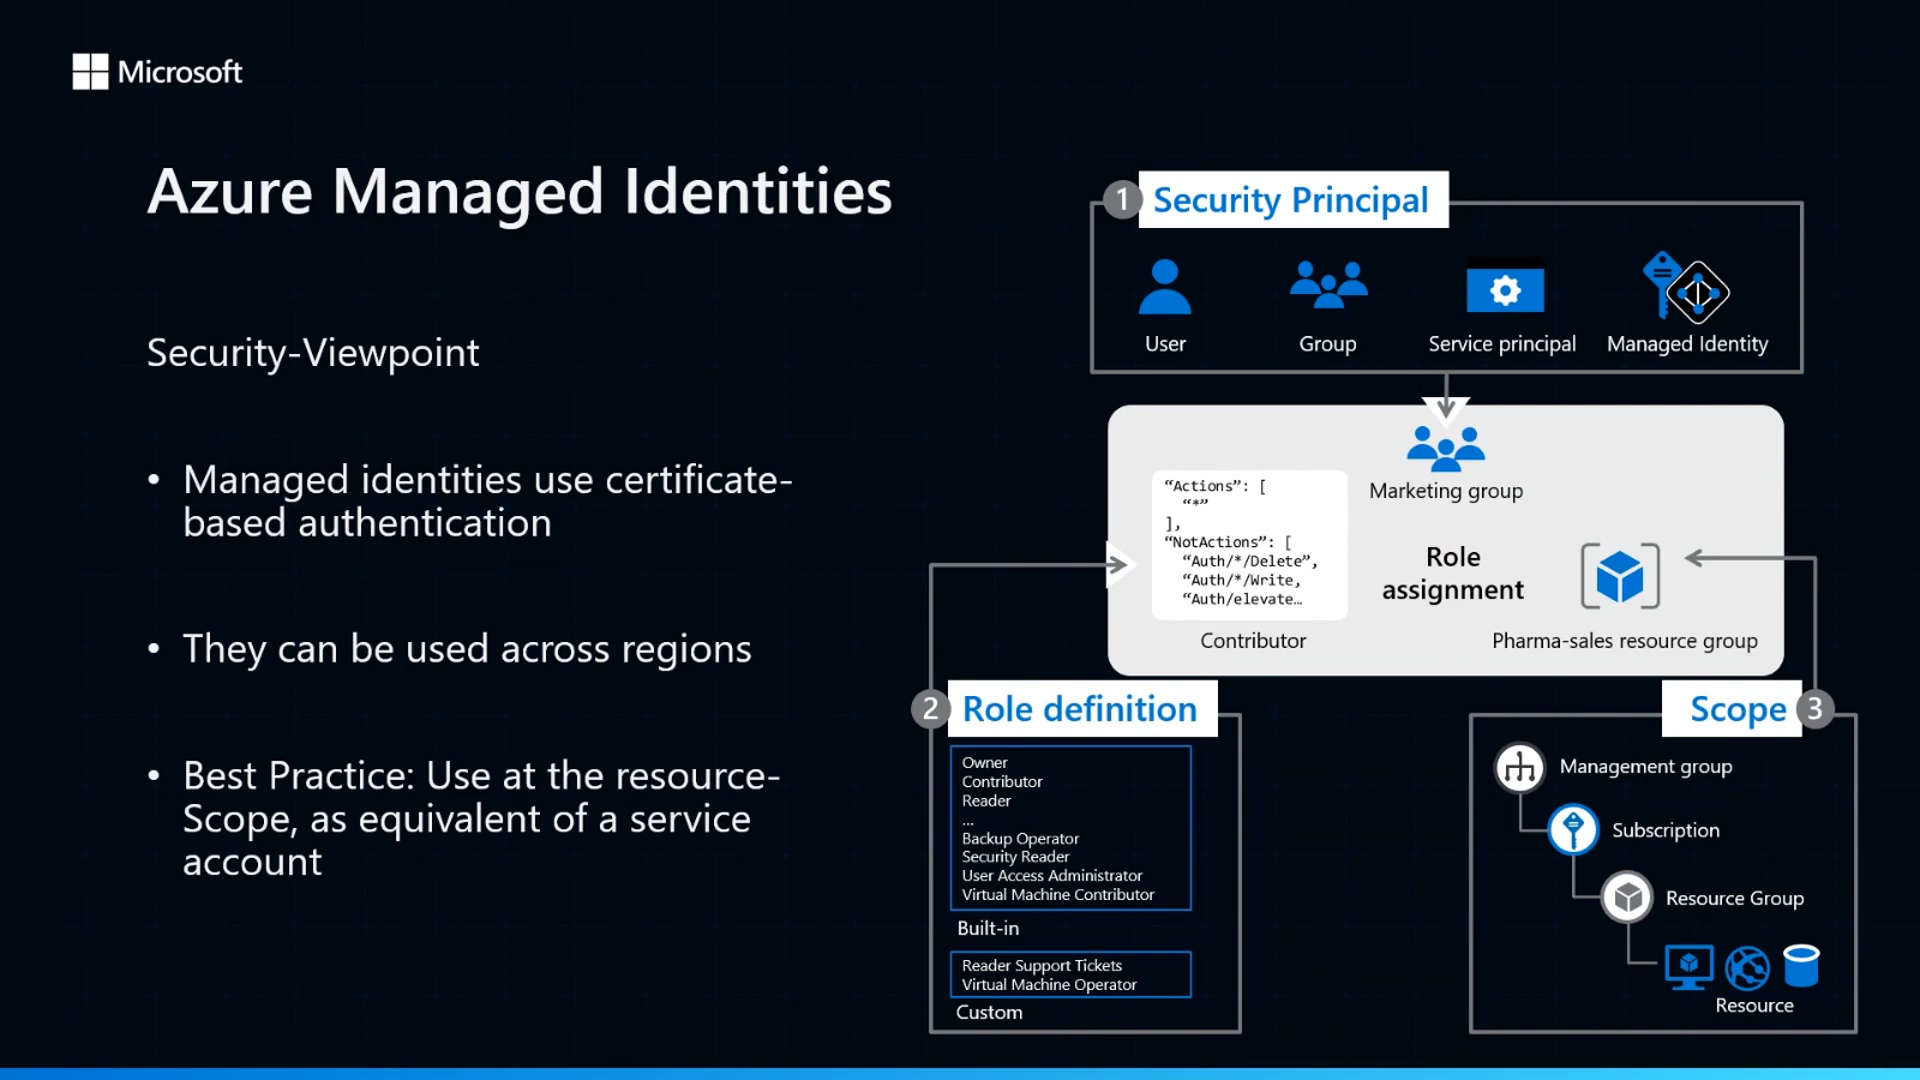 Microsoft
Azure Managed Identities
Security-Viewpoint
• Managed identities use certificate-
based authentication
• They can be used across regions
• Best Practice: Use at the resource-
Scope, as equivalent of a service
account
1 Security Principal
User
Group
Service principal
Managed Identity
Marketing group
“Actions”: [
“*”
],
“NotActions”: [
“Auth/*/Delete”,
“Auth/*/Write,
“Auth/elevate…
Contributor
Role
assignment
Pharma-sales resource group
2 Role definition
Owner
Contributor
Reader
...
Backup Operator
Security Reader
User Access Administrator
Virtual Machine Contributor
Built-in
Reader Support Tickets
Virtual Machine Operator
Custom
Scope 3
Management group
Subscription
Resource Group
Resource